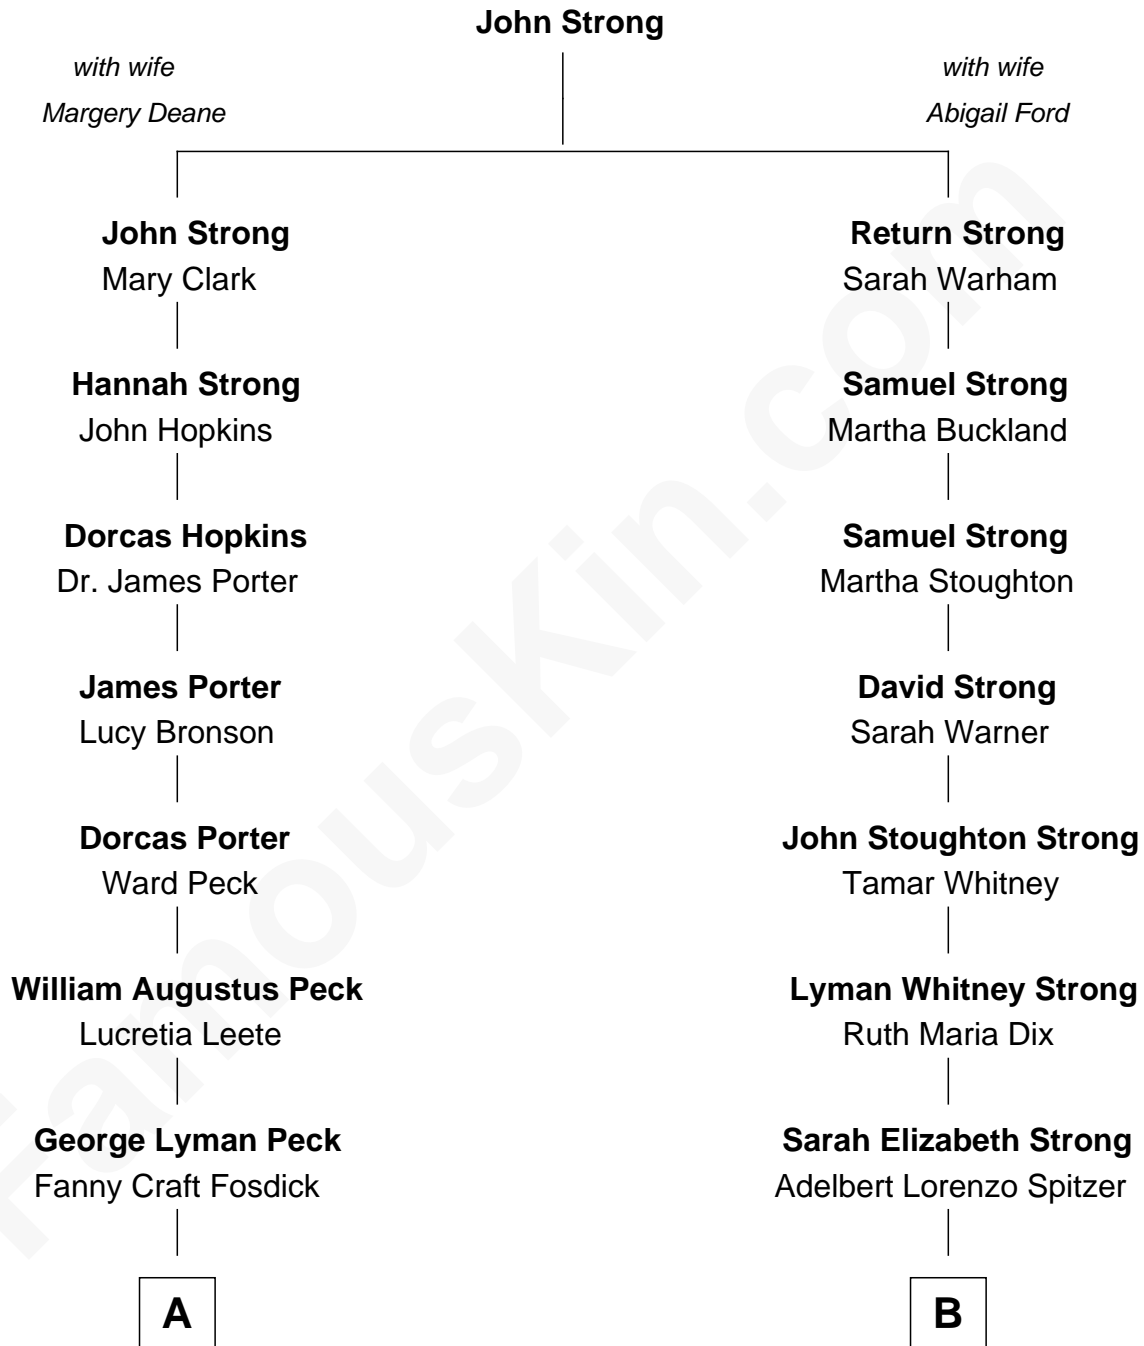 John Strong
with wife
Margery Deane
with wife
Abigail Ford
John Strong
Mary Clark
Hannah Strong
John Hopkins
Dorcas Hopkins
Dr. James Porter
James Porter
Lucy Bronson
Dorcas Porter
Ward Peck
William Augustus Peck
Lucretia Leete
George Lyman Peck
Fanny Craft Fosdick
A
Return Strong
Sarah Warham
Samuel Strong
Martha Buckland
Samuel Strong
Martha Stoughton
David Strong
Sarah Warner
John Stoughton Strong
Tamar Whitney
Lyman Whitney Strong
Ruth Maria Dix
Sarah Elizabeth Strong
Adelbert Lorenzo Spitzer
B
FamousKin.com